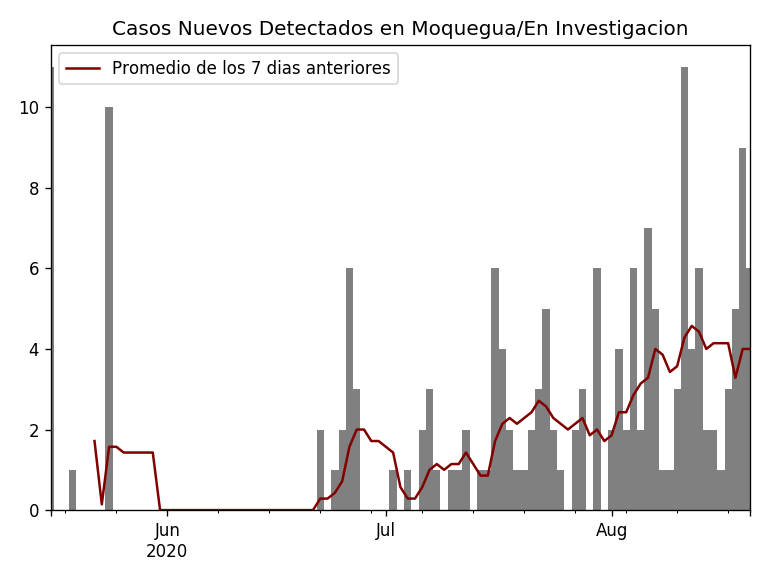 Casos Nuevos Detectados en Moquegua/En Investigacion
Promedio de los 7 dias anteriores
10
8
6
4
2
0
Jun
2020
Jul
Aug